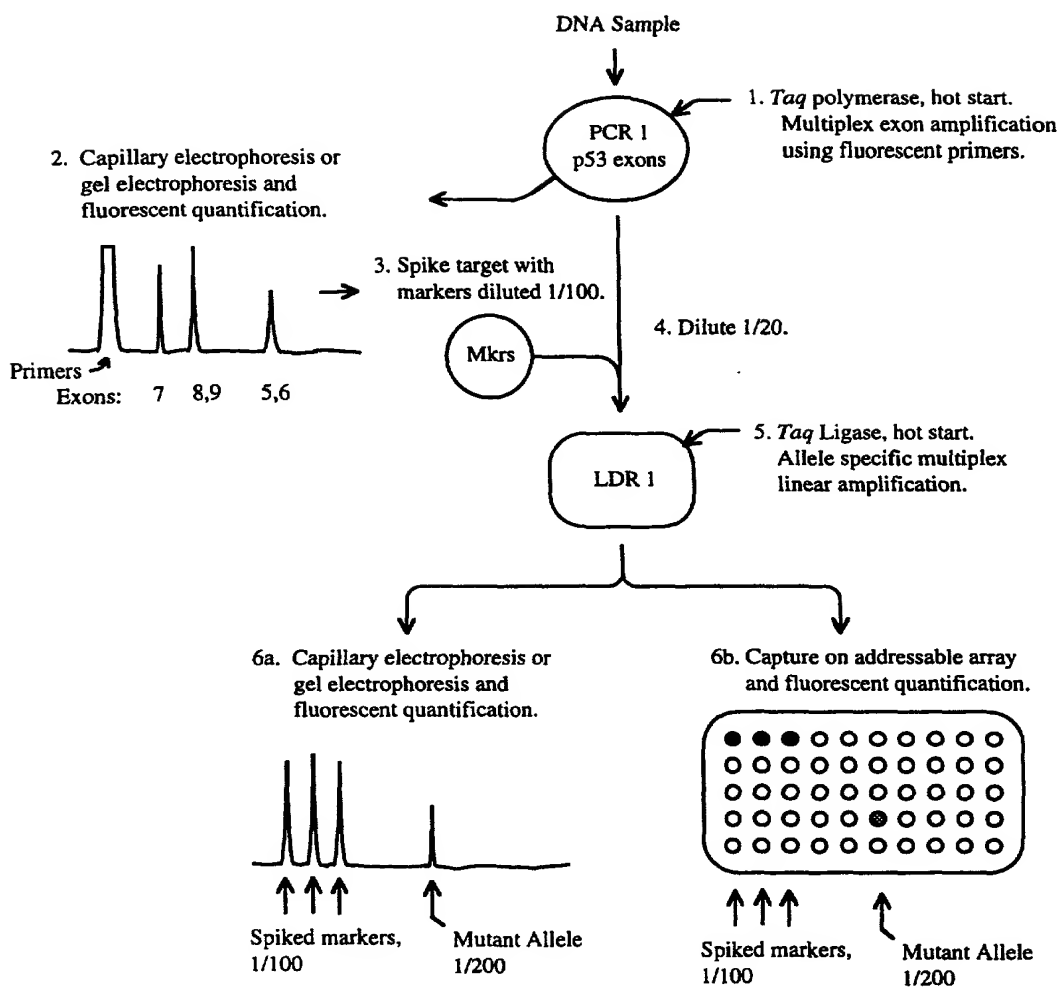 DNA Sample
PCR 1
p53 exons
1. Taq polymerase, hot start.
Multiplex exon amplification
using fluorescent primers.
2. Capillary electrophoresis or
gel electrophoresis and
fluorescent quantification.
Primers
Exons: 7 8,9 5,6
3. Spike target with
markers diluted 1/100.
Mkrs
4. Dilute 1/20.
5. Taq Ligase, hot start.
Allele specific multiplex
linear amplification.
LDR 1
6a. Capillary electrophoresis or
gel electrophoresis and
fluorescent quantification.
Spiked markers,
1/100
Mutant Allele
1/200
6b. Capture on addressable array
and fluorescent quantification.
Spiked markers,
1/100
Mutant Allele
1/200